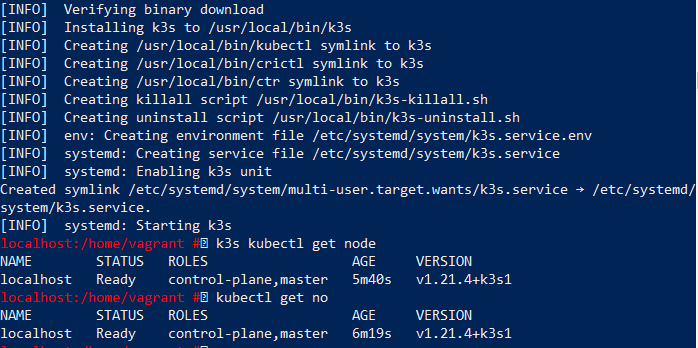 [INFO]  Verifying binary download
[INFO]  Installing k3s to /usr/local/bin/k3s
[INFO]  Creating /usr/local/bin/kubectl symlink to k3s
[INFO]  Creating /usr/local/bin/crictl symlink to k3s
[INFO]  Creating /usr/local/bin/ctr symlink to k3s
[INFO]  Creating killall script /usr/local/bin/k3s-killall.sh
[INFO]  Creating uninstall script /usr/local/bin/k3s-uninstall.sh
[INFO]  env: Creating environment file /etc/systemd/system/k3s.service.env
[INFO]  systemd: Creating service file /etc/systemd/system/k3s.service
[INFO]  systemd: Enabling k3s unit
Created symlink /etc/systemd/system/multi-user.target.wants/k3s.service → /etc/systemd/
system/k3s.service.
[INFO]  systemd: Starting k3s
localhost:/home/vagrant # k3s kubectl get node
NAME        STATUS   ROLES                  AGE     VERSION
localhost   Ready    control-plane,master   5m40s   v1.21.4+k3s1
localhost:/home/vagrant # kubectl get no
NAME        STATUS   ROLES                  AGE     VERSION
localhost   Ready    control-plane,master   6m19s   v1.21.4+k3s1